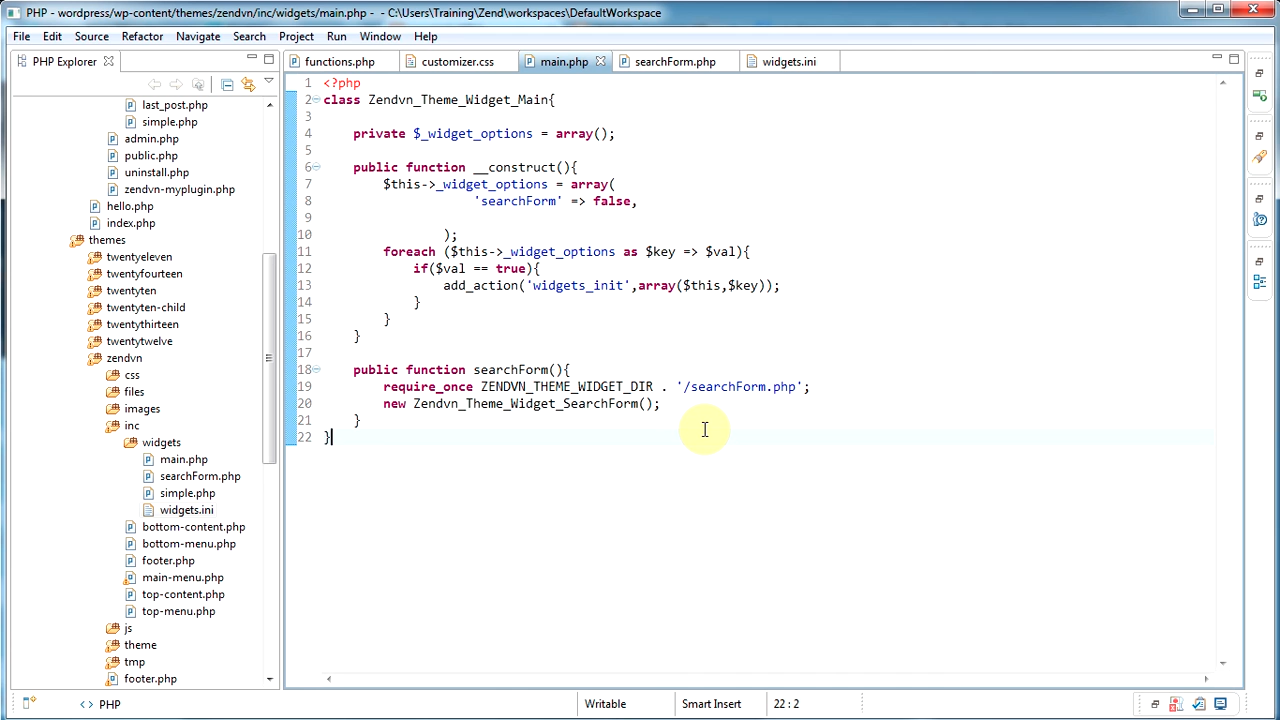 PHP - wordpress/wp-content/themes/zendvn/inc/widgets/main.php - - C:\Users\Training\Zend\workspaces\DefaultWorkspace
File Edit Source Refactor Navigate Search Project Run Window Help
PHP Explorer
functions.php customizer.css main.php searchForm.php widgets.ini
last_post.php
simple.php
admin.php
public.php
uninstall.php
zendvn-myplugin.php
hello.php
index.php
themes
twentyeleven
twentyfourteen
twentyten
twentyten-child
twentythirteen
twentytwelve
zendvn
css
files
images
inc
widgets
main.php
searchForm.php
simple.php
widgets.ini
bottom-content.php
bottom-menu.php
footer.php
main-menu.php
top-content.php
top-menu.php
js
theme
tmp
footer.php
1 <?php
2 class Zendvn_Theme_Widget_Main{
3
4 private $_widget_options = array();
5
6 public function __construct(){
7 $this->_widget_options = array(
8 'searchForm' => false,
9
10 );
11 foreach ($this->_widget_options as $key => $val){
12 if($val == true){
13 add_action('widgets_init',array($this,$key));
14 }
15 }
16 }
17
18 public function searchForm(){
19 require_once ZENDVN_THEME_WIDGET_DIR . '/searchForm.php';
20 new Zendvn_Theme_Widget_SearchForm();
21 }
22 }
PHP Writable Smart Insert 22 : 2